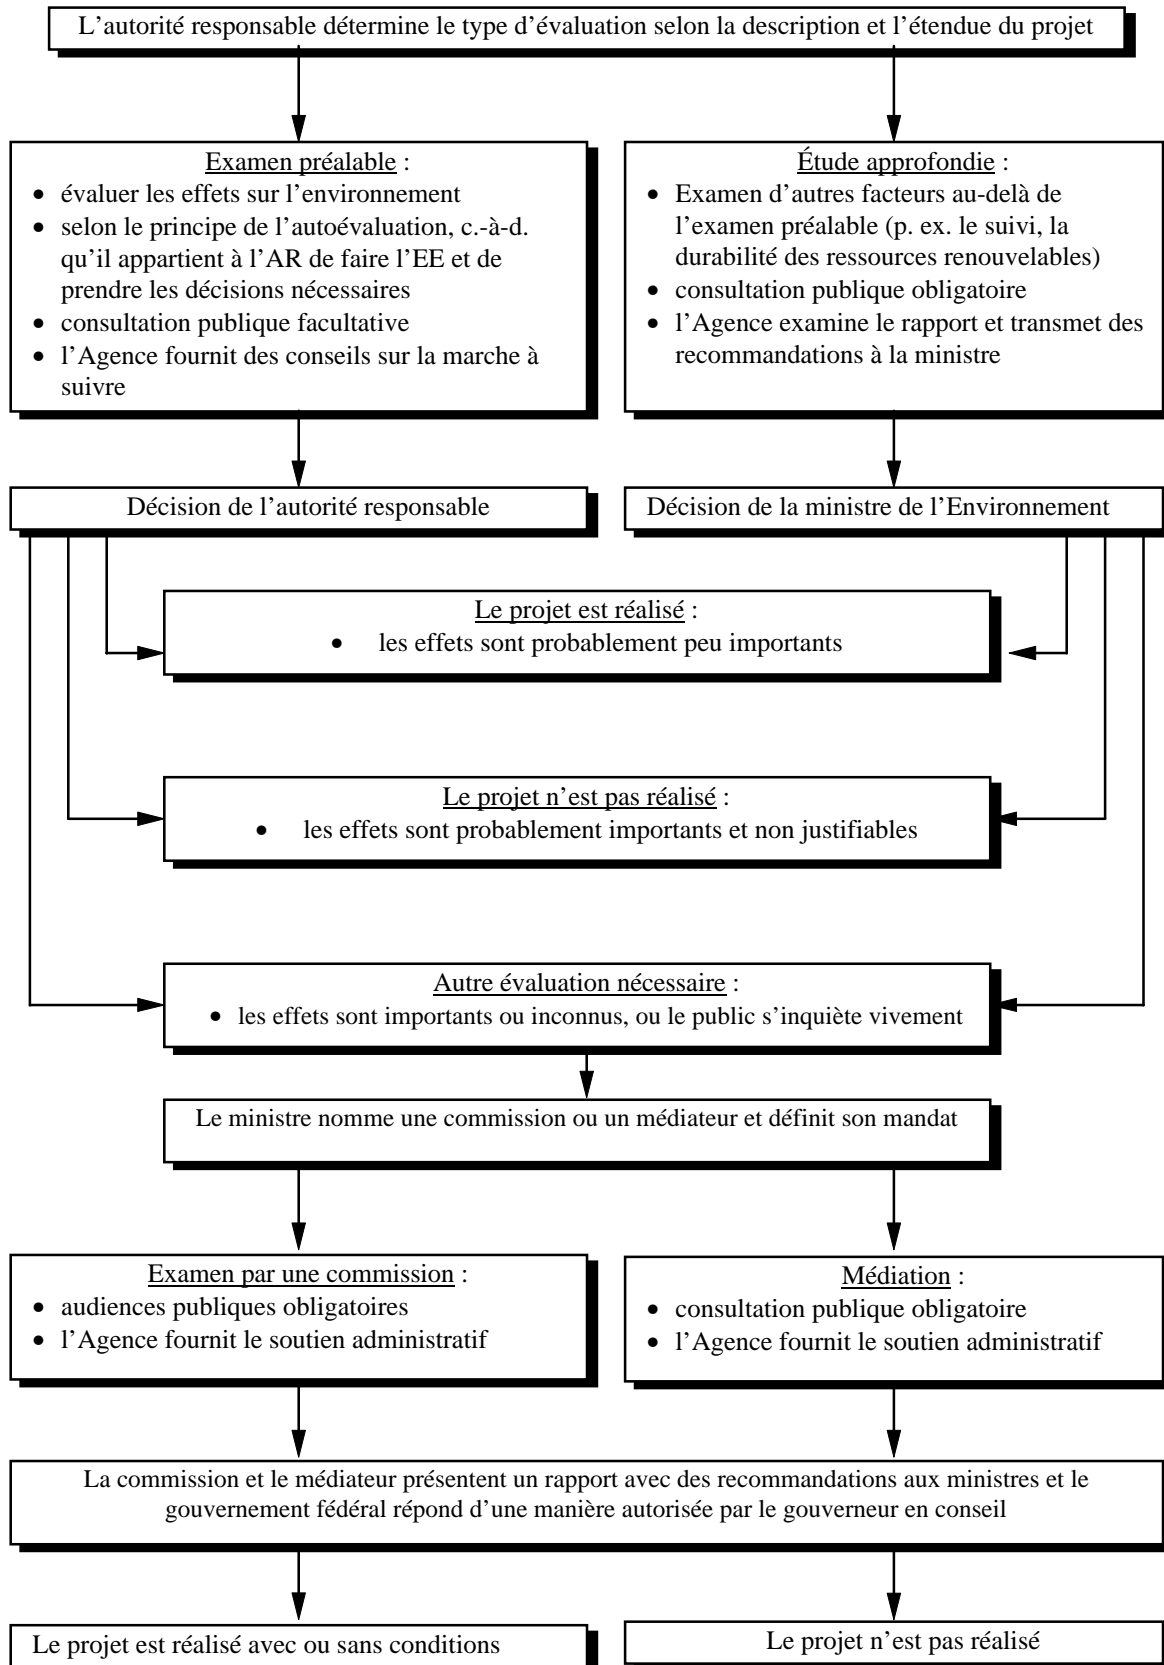 L’autorité responsable détermine le type d’évaluation selon la description et l’étendue du projet
Examen préalable :
• évaluer les effets sur l’environnement
• selon le principe de l’autoévaluation, c.-à-d.
qu’il appartient à l’AR de faire l’EE et de
prendre les décisions nécessaires
• consultation publique facultative
• l’Agence fournit des conseils sur la marche à
suivre
Étude approfondie :
• Examen d’autres facteurs au-delà de
l’examen préalable (p. ex. le suivi, la
durabilité des ressources renouvelables)
• consultation publique obligatoire
• l’Agence examine le rapport et transmet des
recommandations à la ministre
Décision de l’autorité responsable
Décision de la ministre de l’Environnement
Le projet est réalisé :
• les effets sont probablement peu importants
Le projet n’est pas réalisé :
• les effets sont probablement importants et non justifiables
Autre évaluation nécessaire :
• les effets sont importants ou inconnus, ou le public s’inquiète vivement
Le ministre nomme une commission ou un médiateur et définit son mandat
Examen par une commission :
• audiences publiques obligatoires
• l’Agence fournit le soutien administratif
Médiation :
• consultation publique obligatoire
• l’Agence fournit le soutien administratif
La commission et le médiateur présentent un rapport avec des recommandations aux ministres et le
gouvernement fédéral répond d’une manière autorisée par le gouverneur en conseil
Le projet est réalisé avec ou sans conditions
Le projet n’est pas réalisé